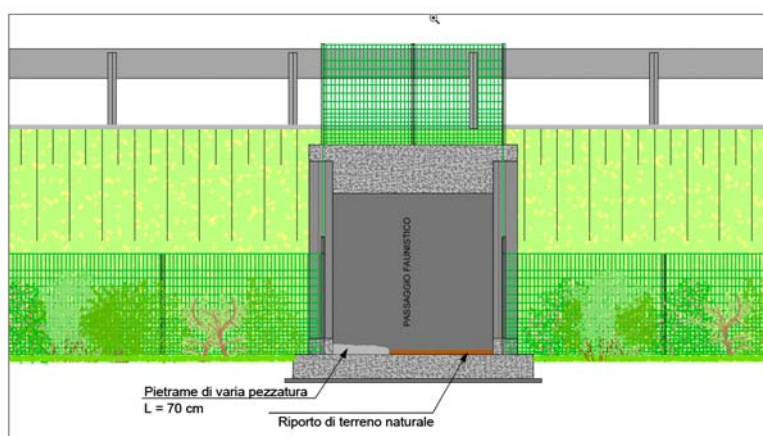 PASSAGGIO FAUNISTICO
Pietrame di varia pezzatura
L = 70 cm
Riporto di terreno naturale